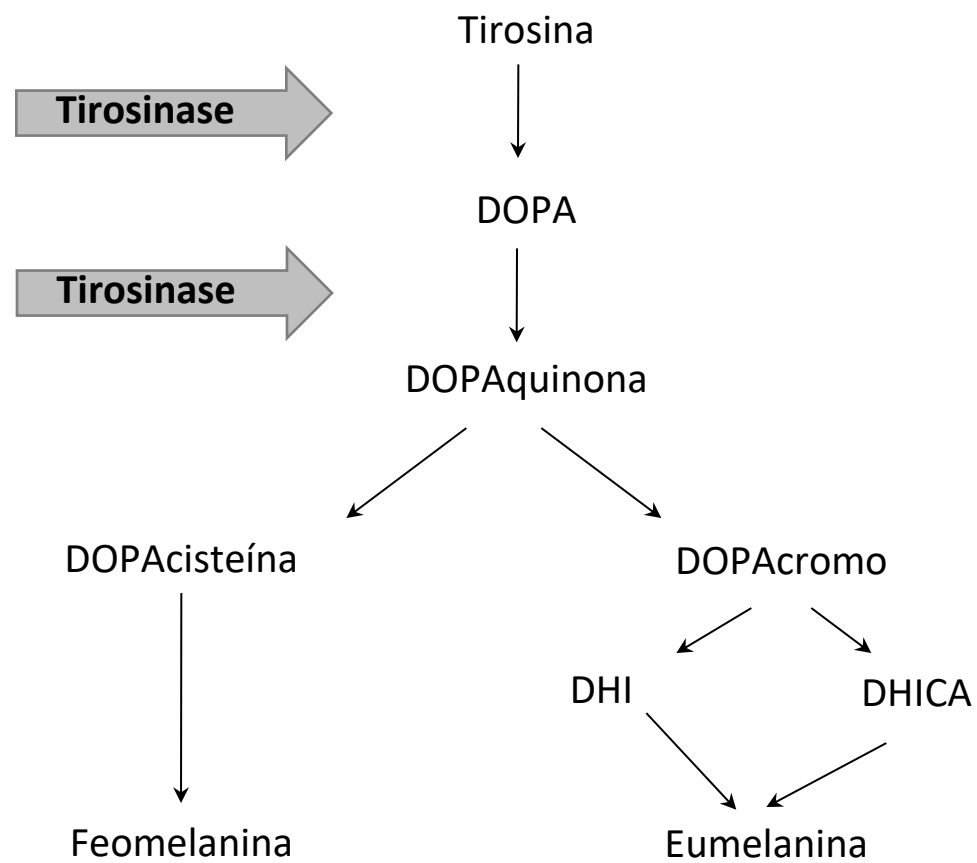 Tirosina
Tirosinase
DOPA
Tirosinase
DOPAquinona
DOPAcisteína
DOPAcromo
DHI
DHICA
Feomelanina
Eumelanina